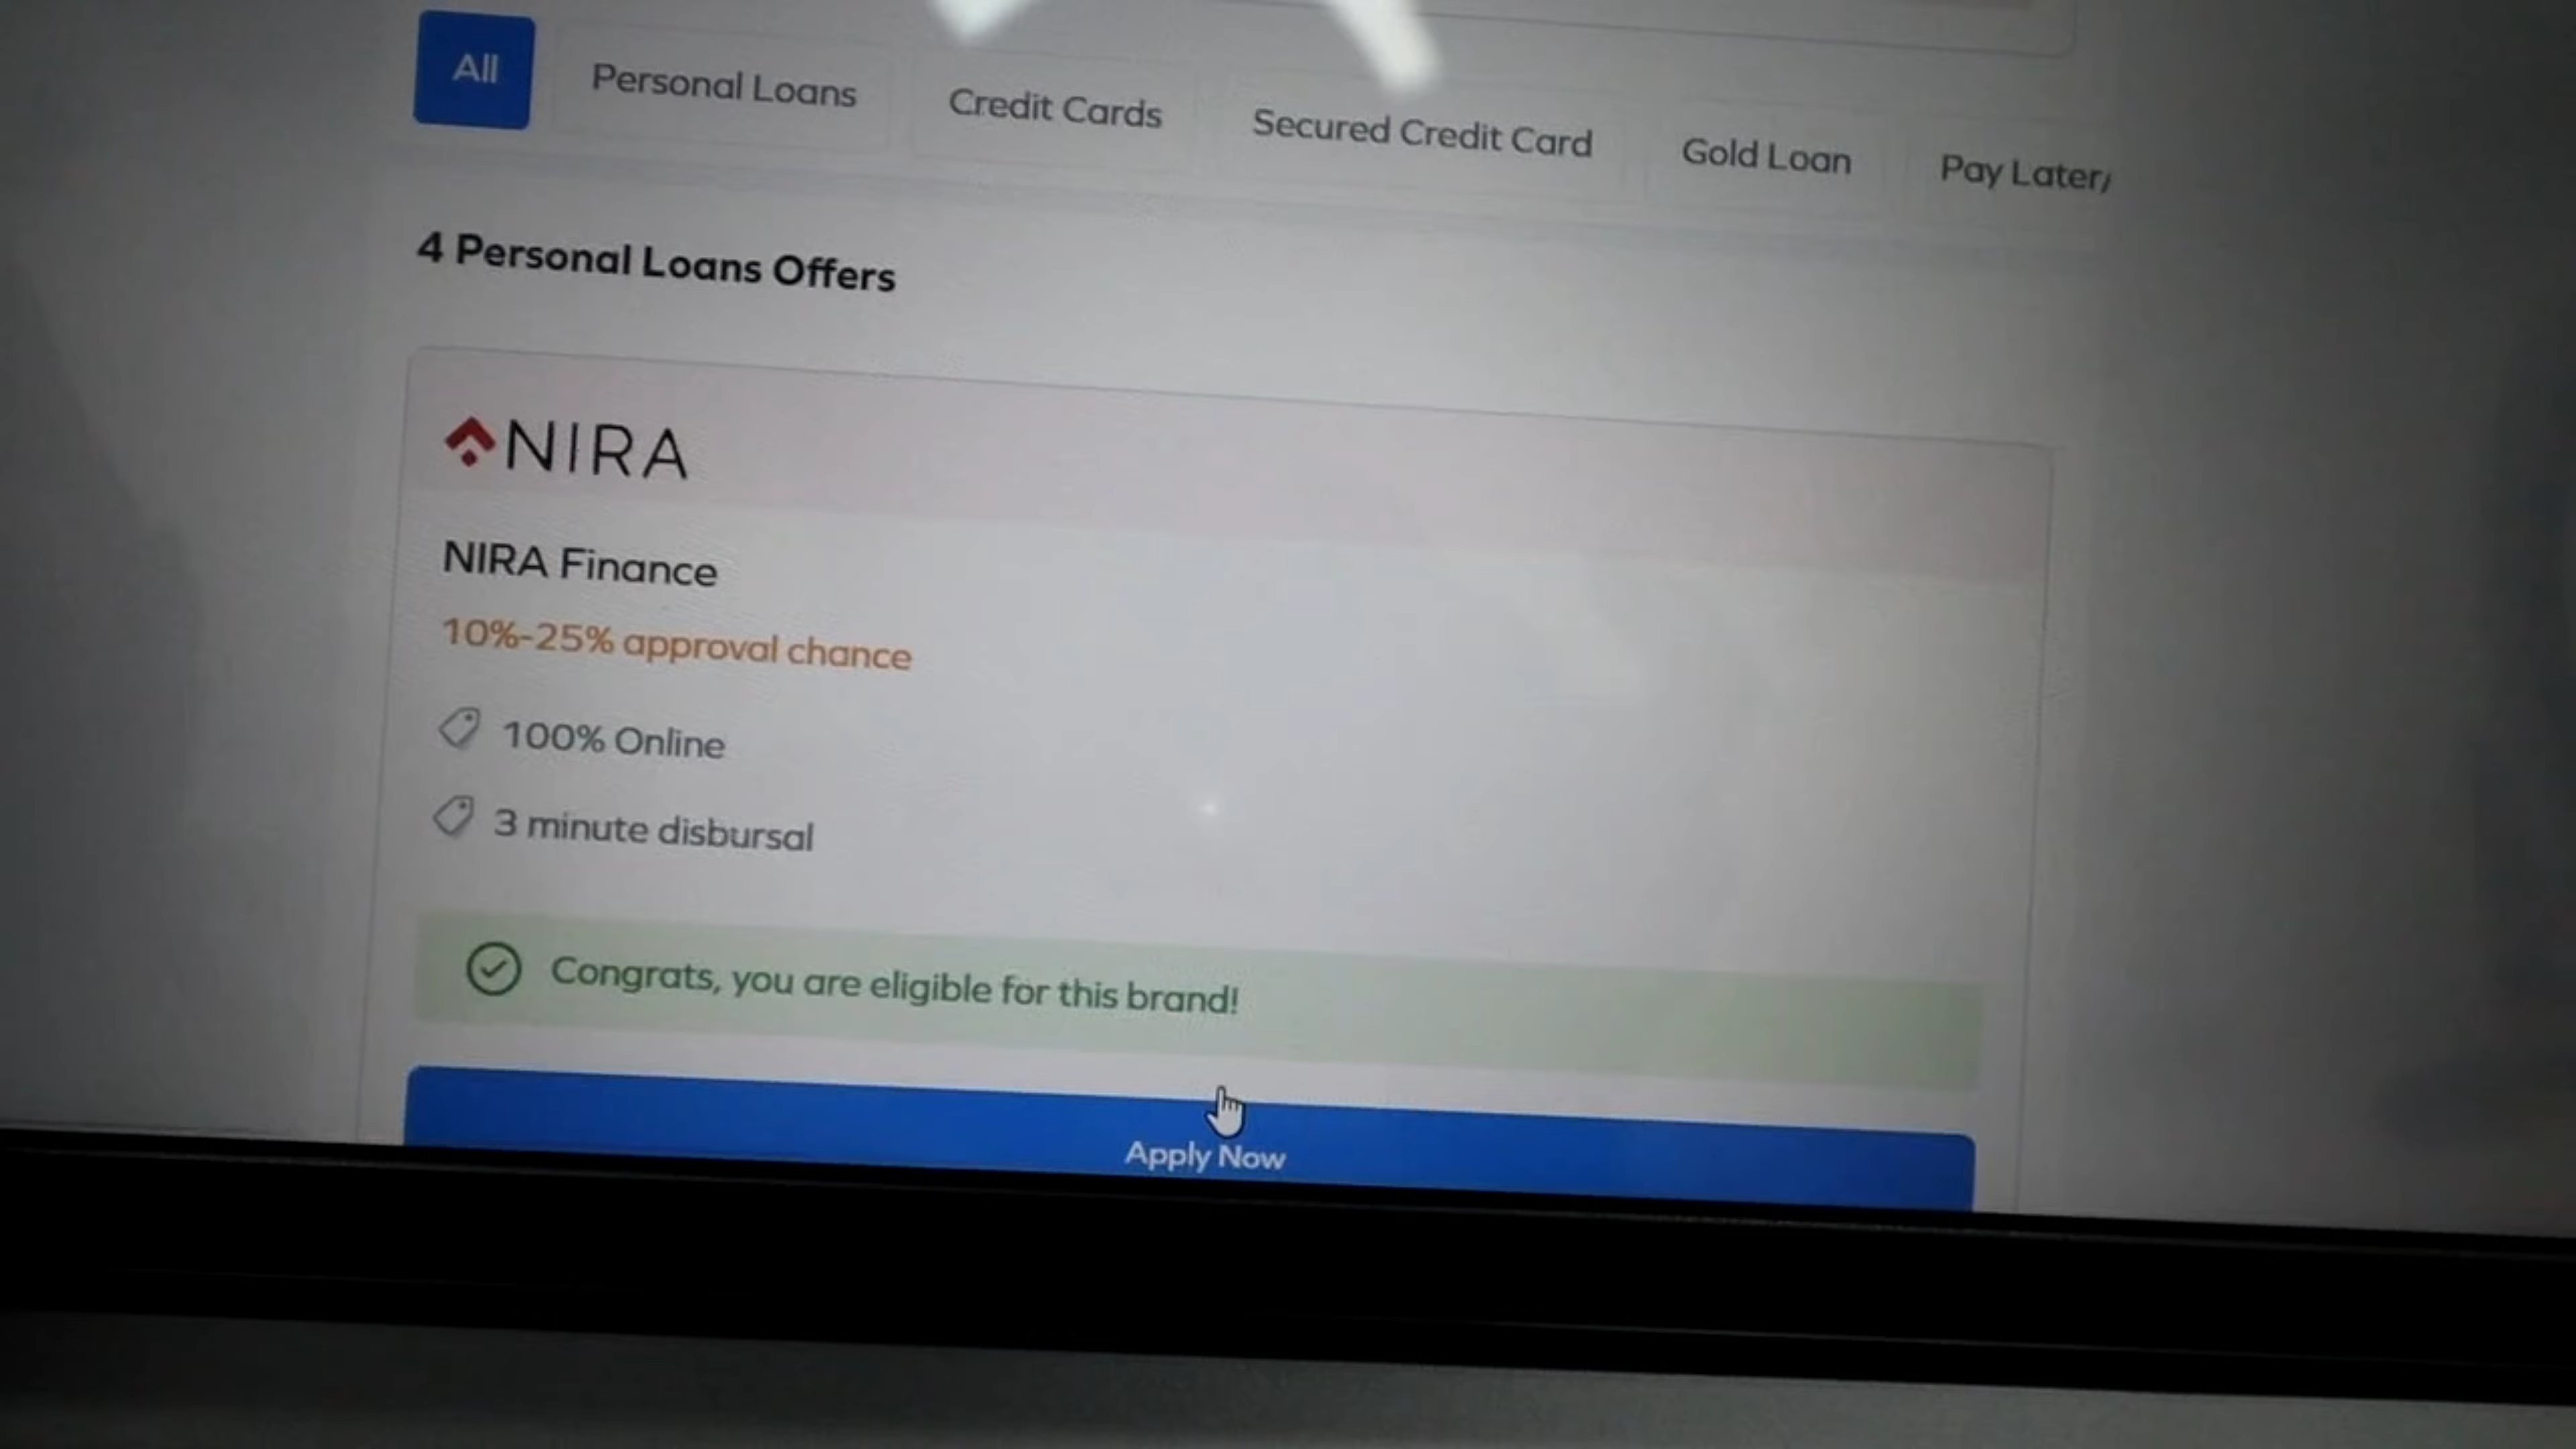 All
Personal Loans
Credit Cards
Secured Credit Card
Gold Loan
Pay Later/
4 Personal Loans Offers
NIRA
NIRA Finance
10%-25% approval chance
100% Online
3 minute disbursal
Congrats, you are eligible for this brand!
Apply Now